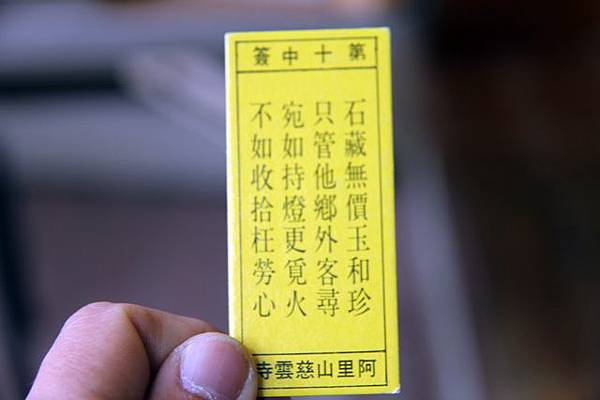 第十中簽
石藏無價玉和珍
只管他鄉外客尋
宛如持燈更覓火
不如收拾枉勞心
阿里山慈雲寺